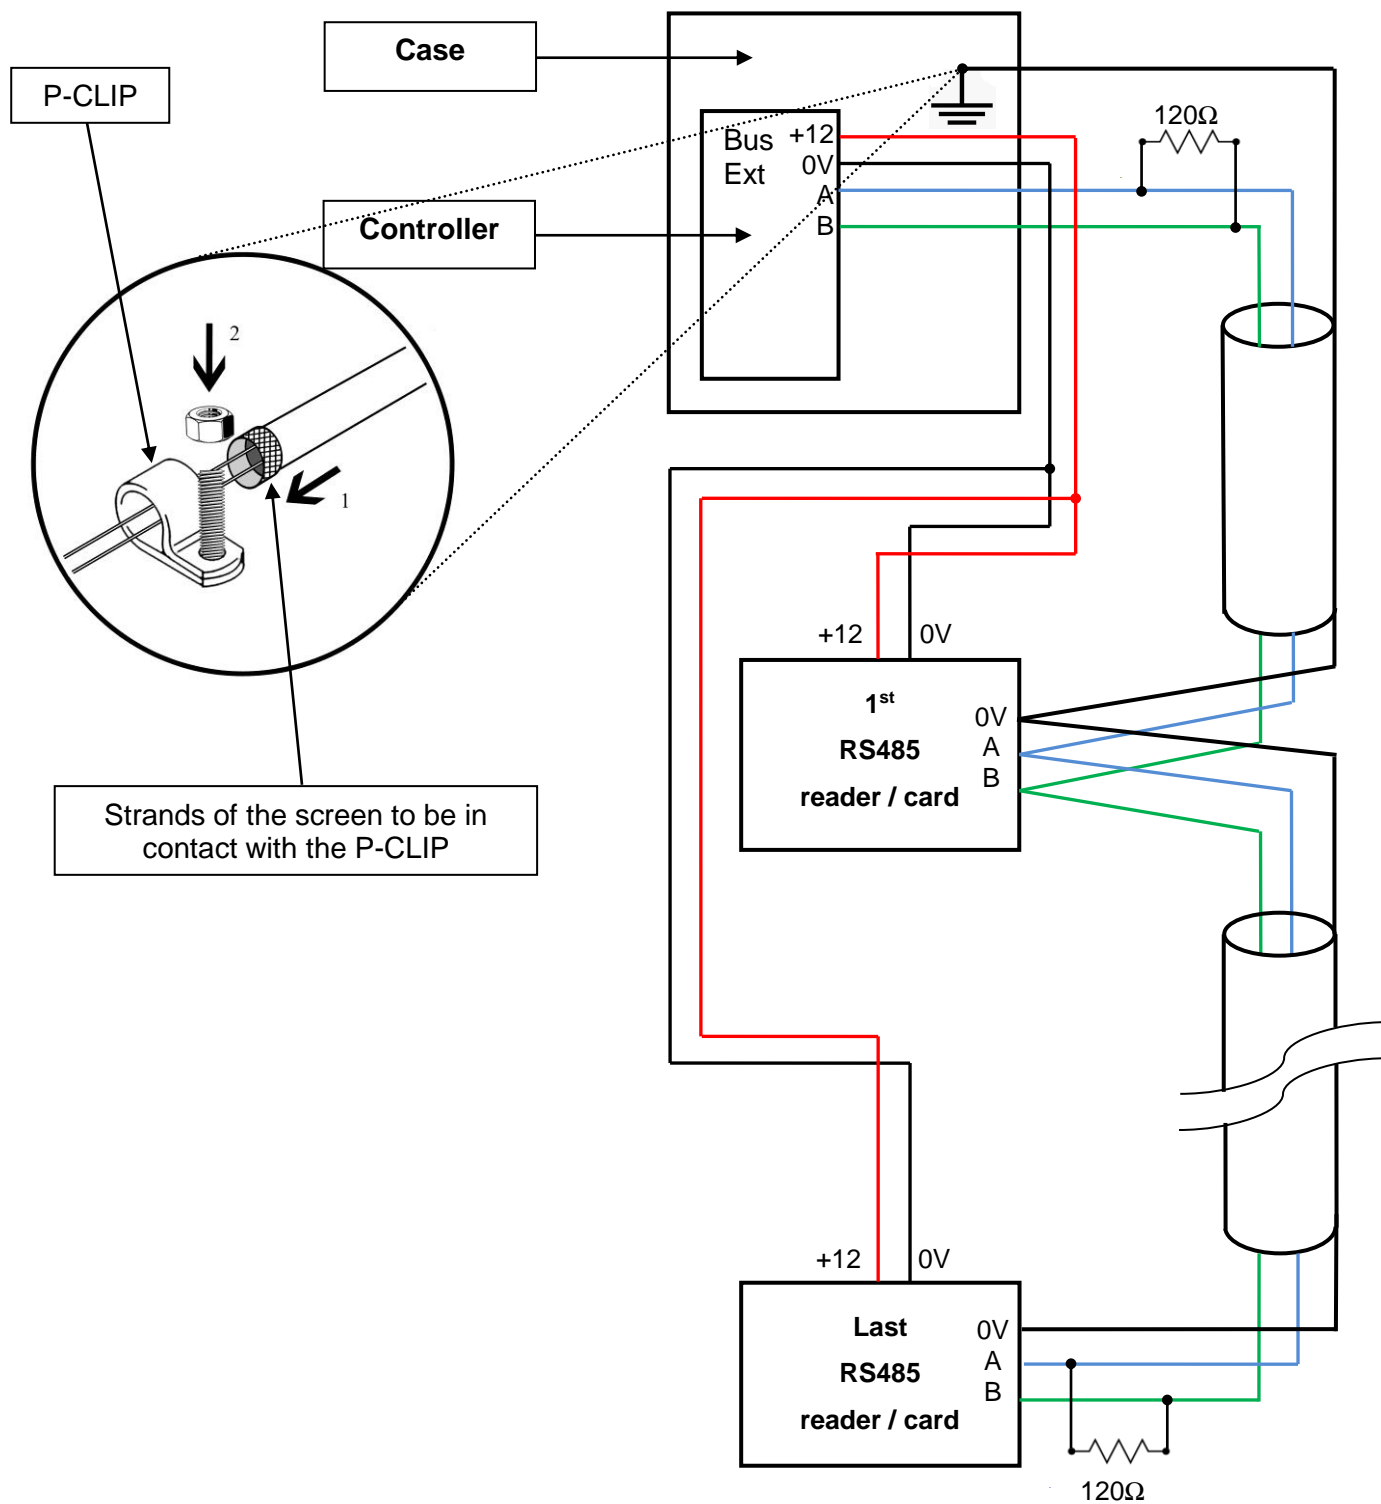 Case
P-CLIP
120Ω
Bus
Ext
+12
0V
A
B
Controller
2
1
+12
0V
1st
RS485
reader / card
0V
A
B
Strands of the screen to be in
contact with the P-CLIP
+12
0V
Last
RS485
reader / card
0V
A
B
120Ω